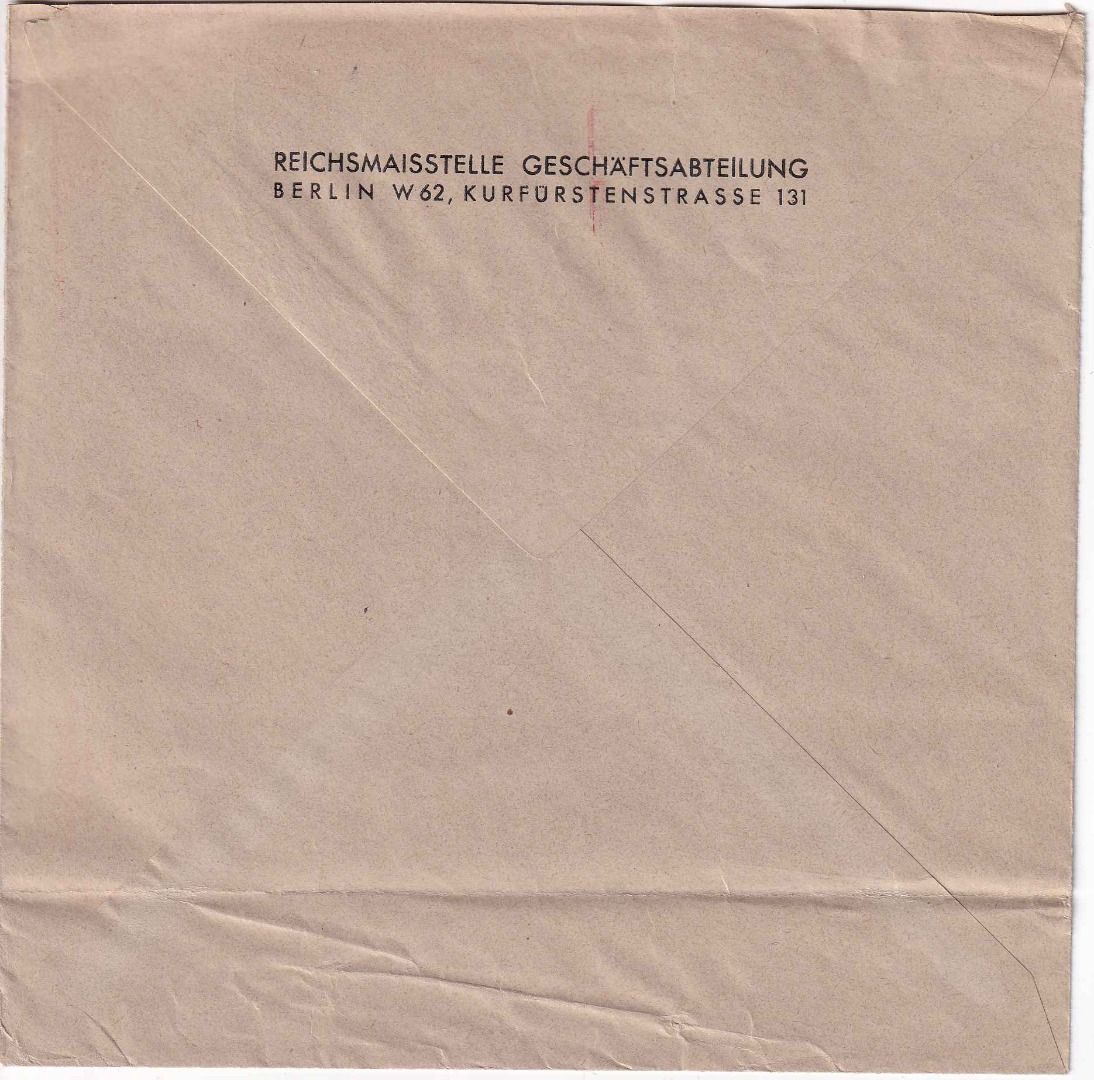 REICHSMAISSTELLE GESCHÄFTSABTEILUNG
BERLIN W62, KURFÜRSTENSTRASSE 131